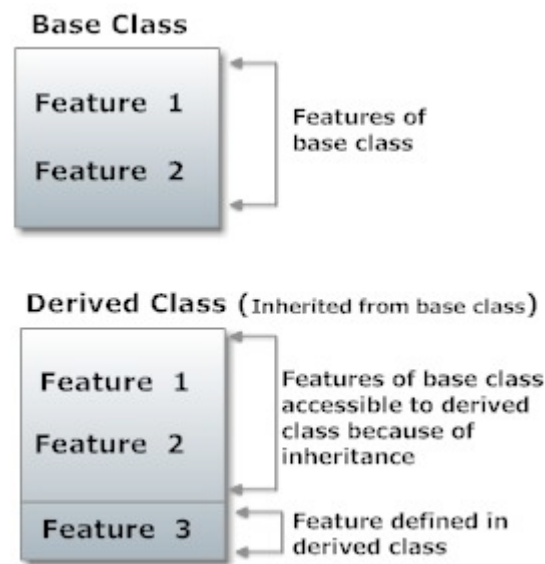 Base Class
Feature 1
Feature 2
Features of
base class
Derived Class (Inherited from base class)
Feature 1
Feature 2
Features of base class
accessible to derived
class because of
inheritance
Feature 3
Feature defined in
derived class